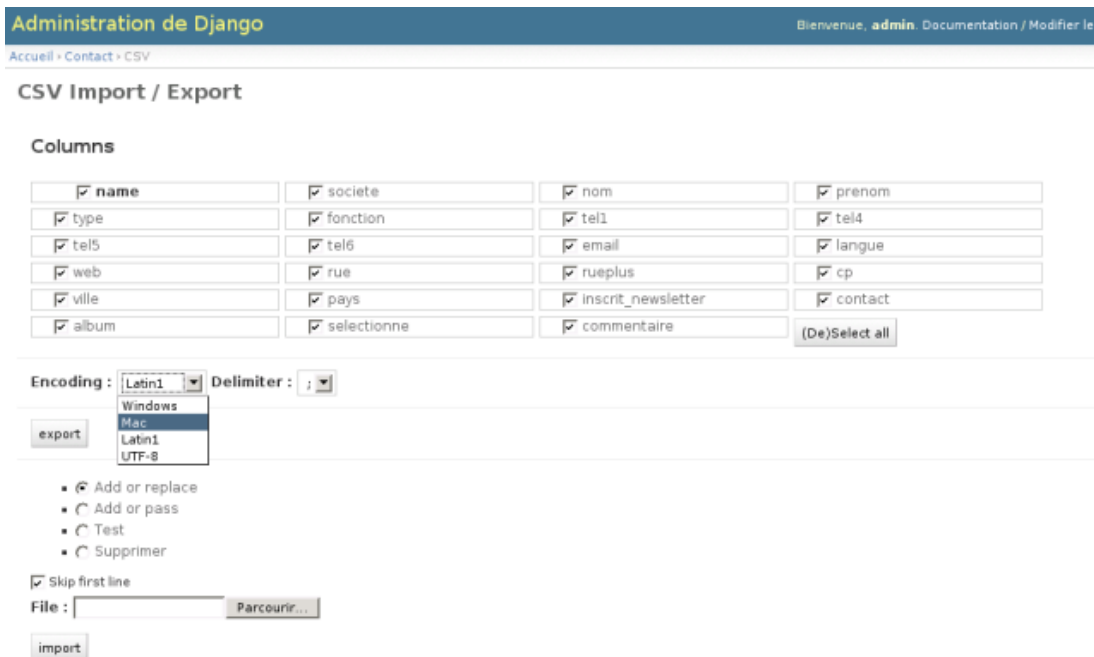 Administration de Django
Bienvenue, admin. Documentation / Modifier le
Accueil › Contact › CSV
CSV Import / Export
Columns
name societe nom prenom
type fonction tel1 tel4
tel5 tel6 email langue
web rue rueplus cp
ville pays inscrit_newsletter contact
album selectionne commentaire (De)Select all
Encoding : Latin1 Delimiter : ;
Windows
Mac
Latin1
UTF-8
export
Add or replace
Add or pass
Test
Supprimer
Skip first line
File : Parcourir...
import